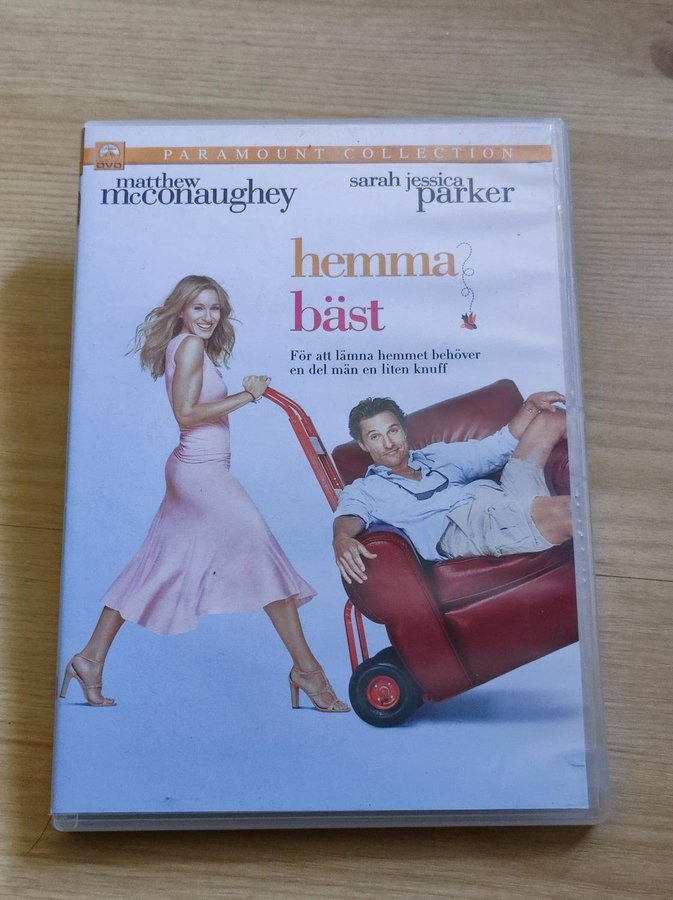 DVD
PARAMOUNT COLLECTION
matthew mcconaughey
sarah jessica parker
hemma
bäst
För att lämna hemmet behöver
en del män en liten knuff